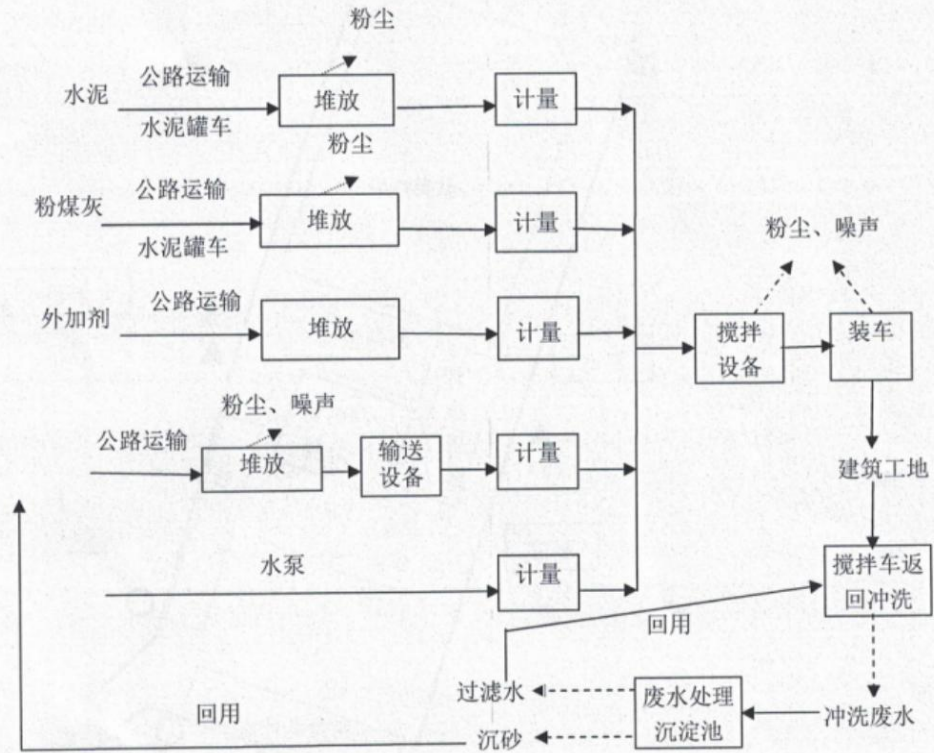 粉尘
公路运输
水泥
堆放
计量
水泥罐车
粉尘
公路运输
粉煤灰
堆放
计量
水泥罐车
粉尘、噪声
公路运输
外加剂
堆放
计量
搅拌
设备
装车
粉尘、噪声
公路运输
堆放
输送
设备
计量
建筑工地
水泵
计量
搅拌车返
回冲洗
回用
过滤水
废水处理
沉淀池
冲洗废水
回用
沉砂